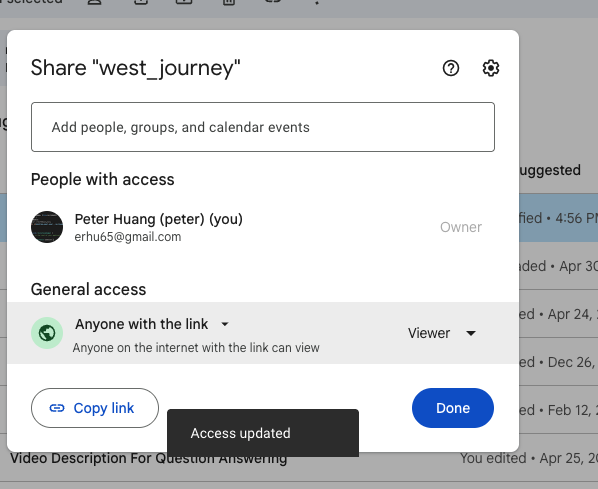 selected
Share "west_journey"
Add people, groups, and calendar events
uggested
People with access
Peter Huang (peter) (you)
erhu65@gmail.com
Owner
fied • 4:56 PM
ded • Apr 30
General access
Anyone with the link
Anyone on the internet with the link can view
Viewer
ed • Apr 24,
ed • Dec 26,
Copy link
Done
ed • Feb 12,
Access updated
Video Description For Question Answering
You edited • Apr 25, 20